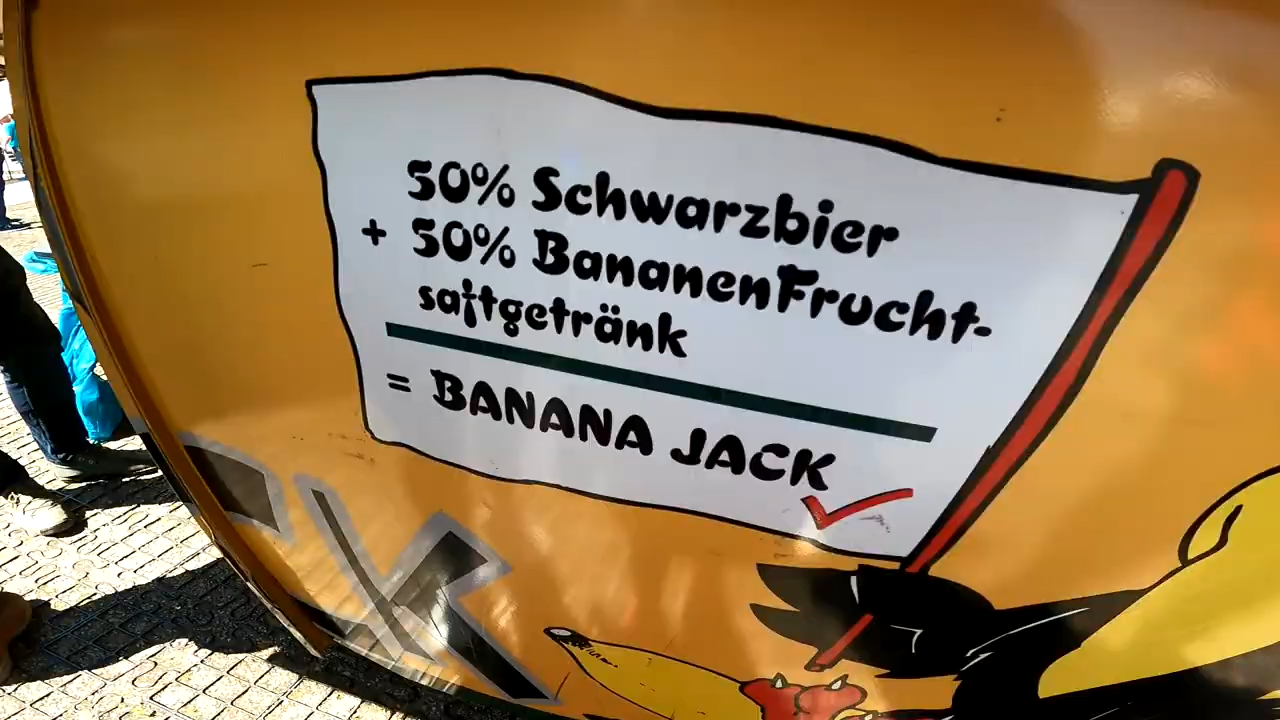 50% Schwarzbier
+ 50% BananenFrucht-
saftgetränk
= BANANA JACK